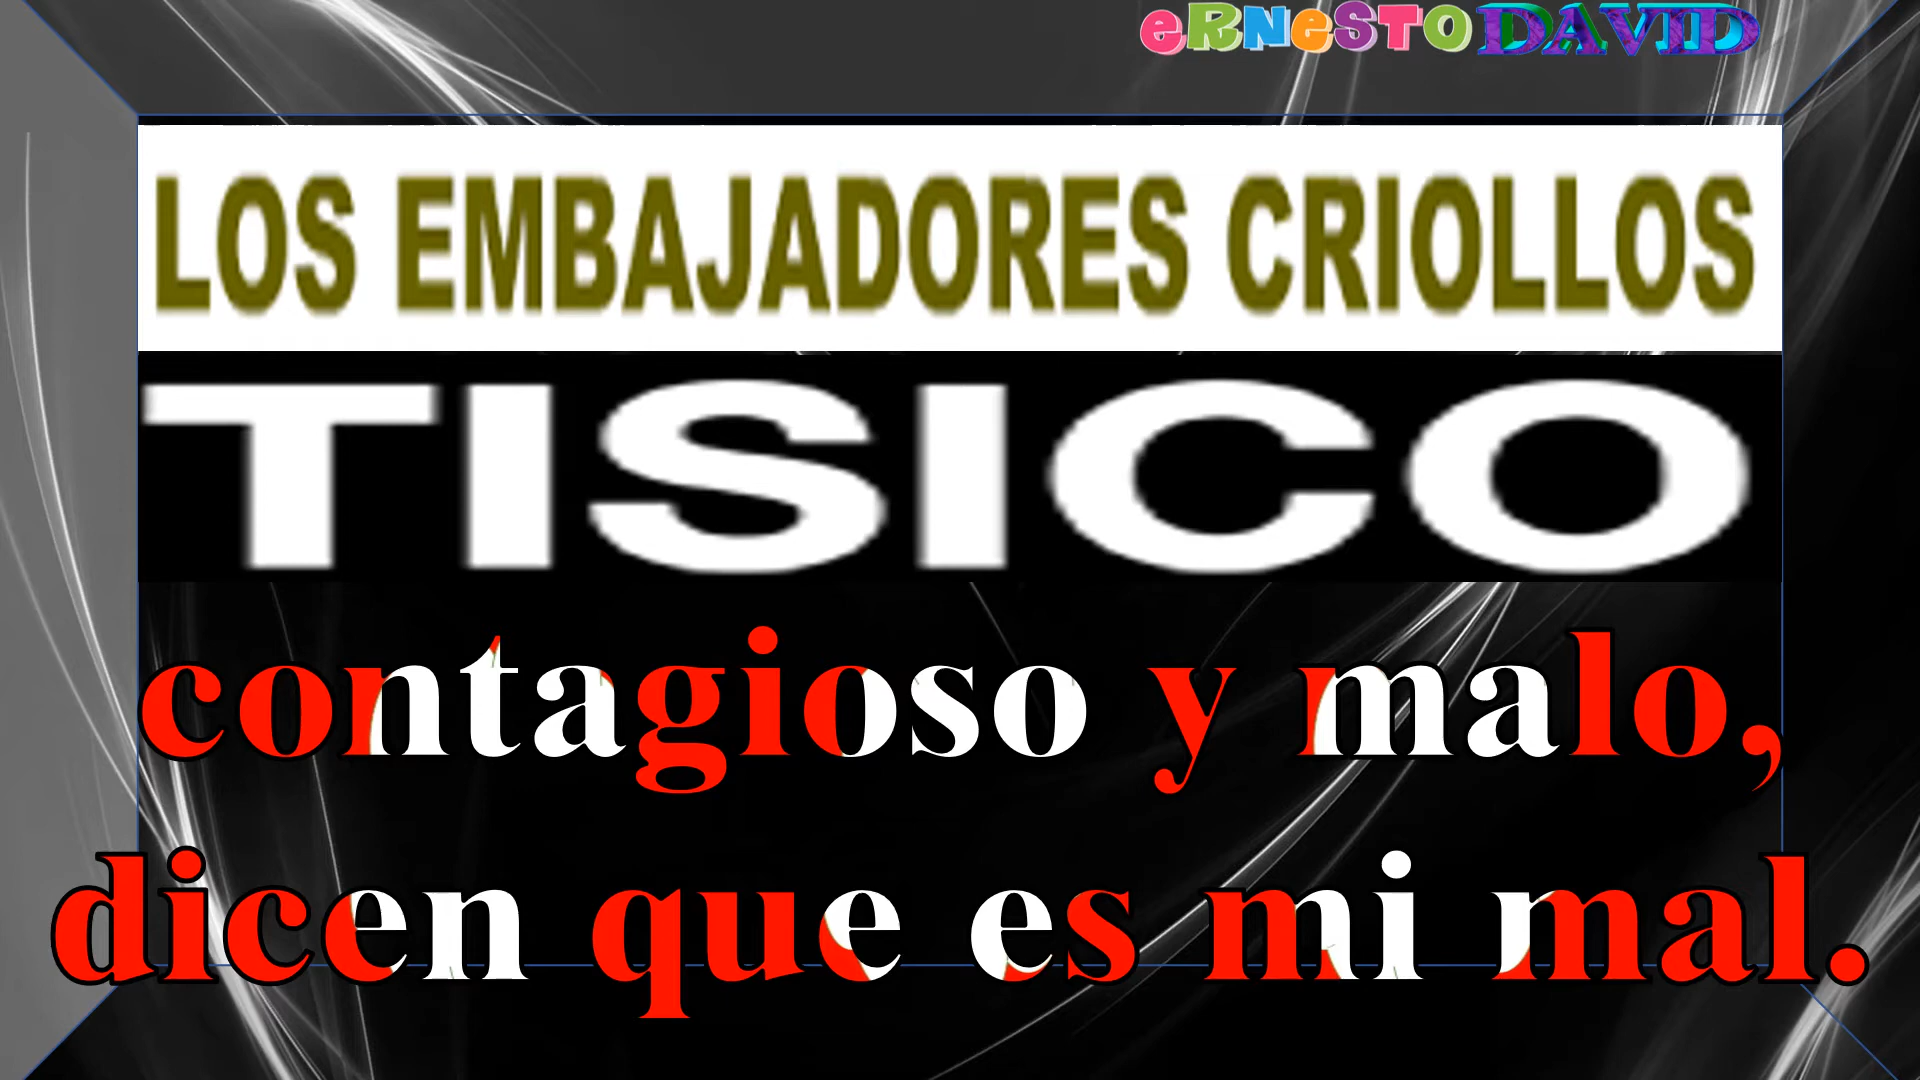 eRNeSTO DAVID
LOS EMBAJADORES CRIOLLOS
TISICO
contagioso y malo,
dicen que es mi mal.